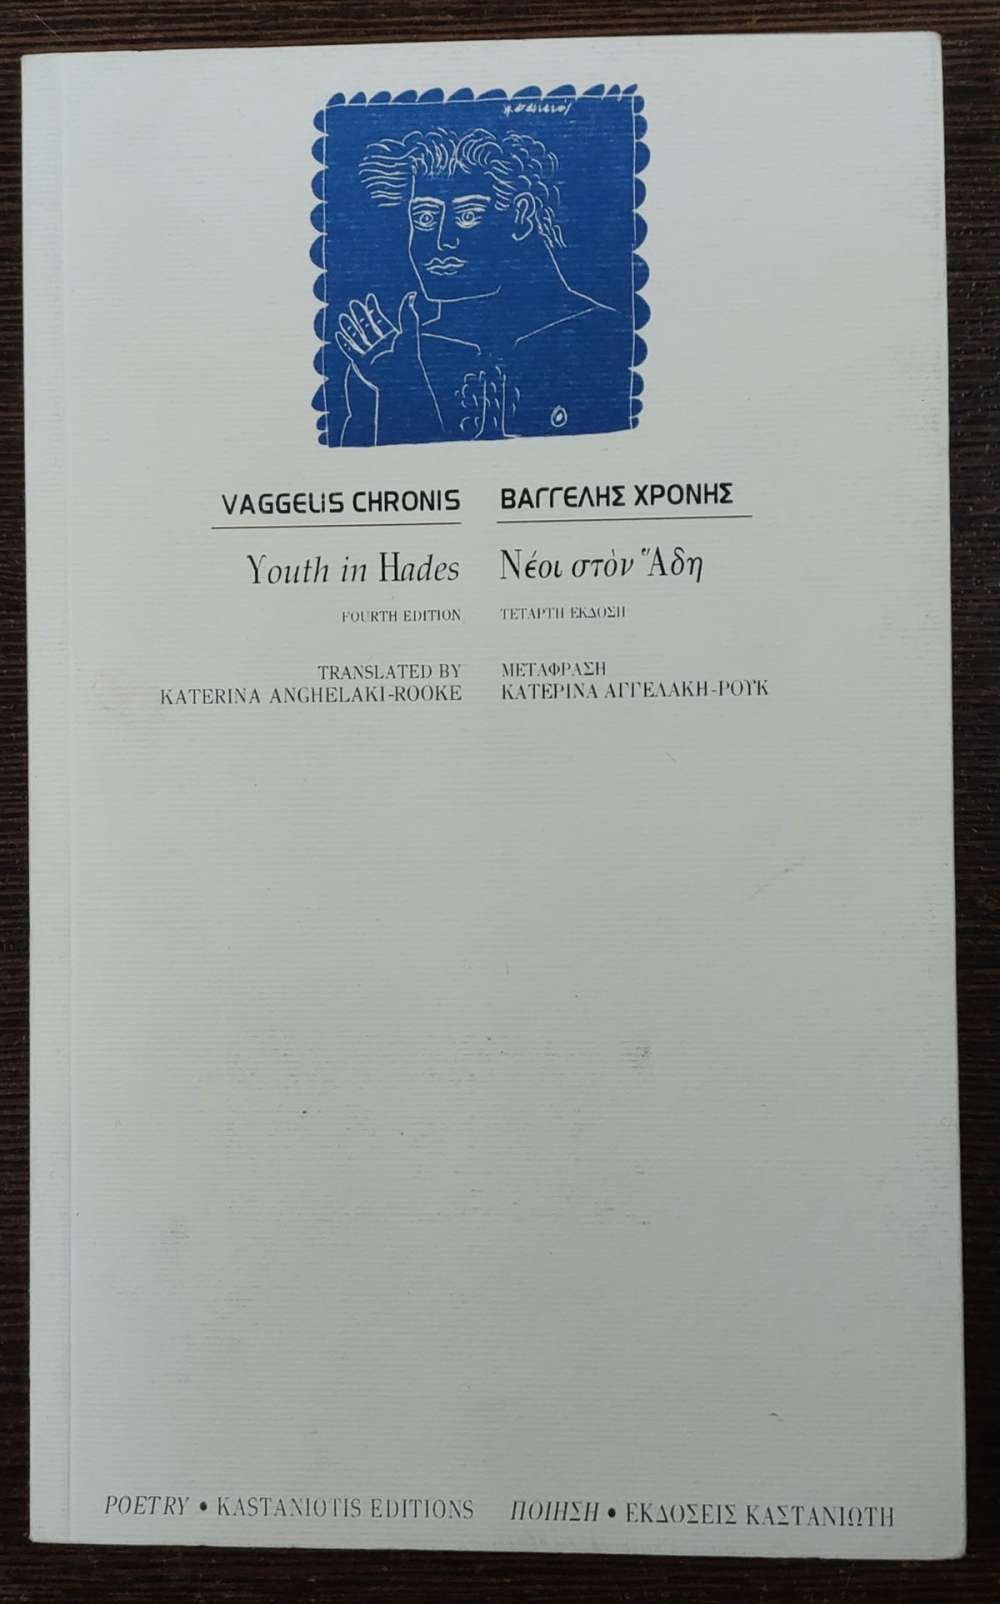 VAGGELIS CHRONIS
Youth in Hades
FOURTH EDITION
TRANSLATED BY
KATERINA ANGHELAKI-ROOKE
ΒΑΓΓΕΛΗΣ ΧΡΟΝΗΣ
Νέοι στὸν Ἅδη
ΤΕΤΑΡΤΗ ΕΚΔΟΣΗ
ΜΕΤΑΦΡΑΣΗ
ΚΑΤΕΡΙΝΑ ΑΓΓΕΛΑΚΗ-ΡΟΥΚ
POETRY • KASTANIOTIS EDITIONS
ΠΟΙΗΣΗ • ΕΚΔΟΣΕΙΣ ΚΑΣΤΑΝΙΩΤΗ